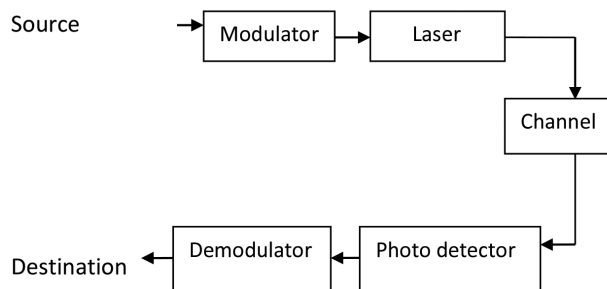 Source
Modulator
Laser
Channel
Photo detector
Demodulator
Destination